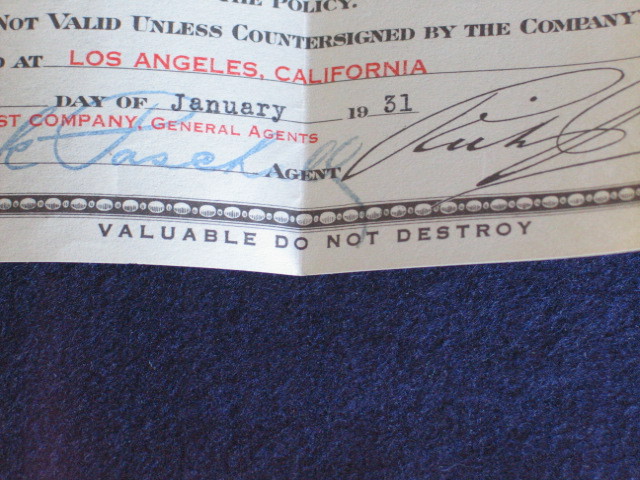 THE POLICY.
NOT VALID UNLESS COUNTERSIGNED BY THE COMPANY'
AT LOS ANGELES, CALIFORNIA
DAY OF January 19 31
ST COMPANY, GENERAL AGENTS
AGENT
VALUABLE DO NOT DESTROY